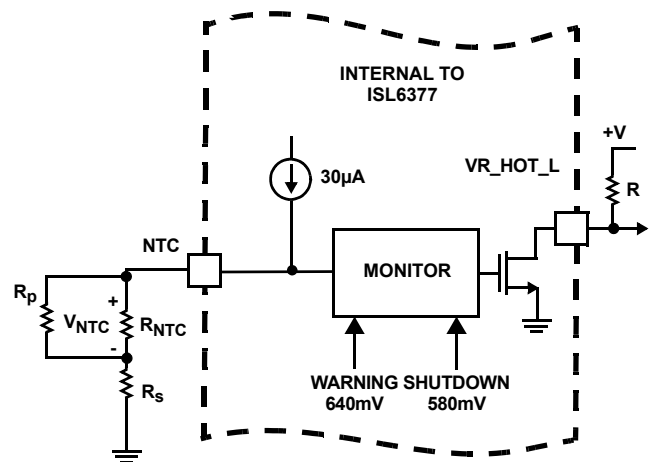 INTERNAL TO
ISL6377
+V
VR_HOT_L
R
30µA
NTC
MONITOR
Rp
+
VNTC
RNTC
-
Rs
WARNING SHUTDOWN
640mV 580mV